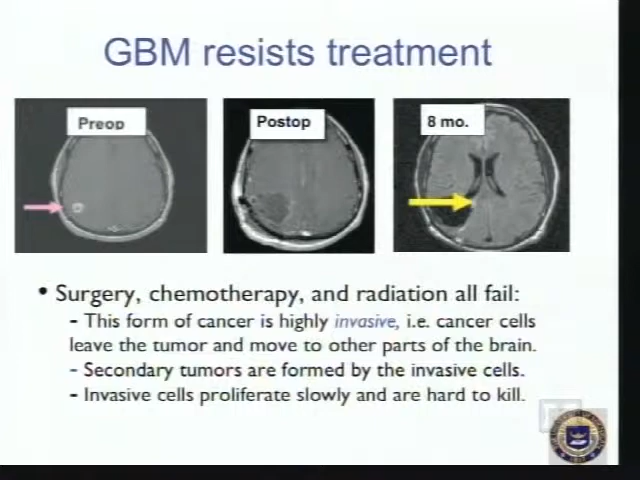 GBM resists treatment
Preop
Postop
8 mo.
• Surgery, chemotherapy, and radiation all fail:
- This form of cancer is highly invasive, i.e. cancer cells
leave the tumor and move to other parts of the brain.
- Secondary tumors are formed by the invasive cells.
- Invasive cells proliferate slowly and are hard to kill.